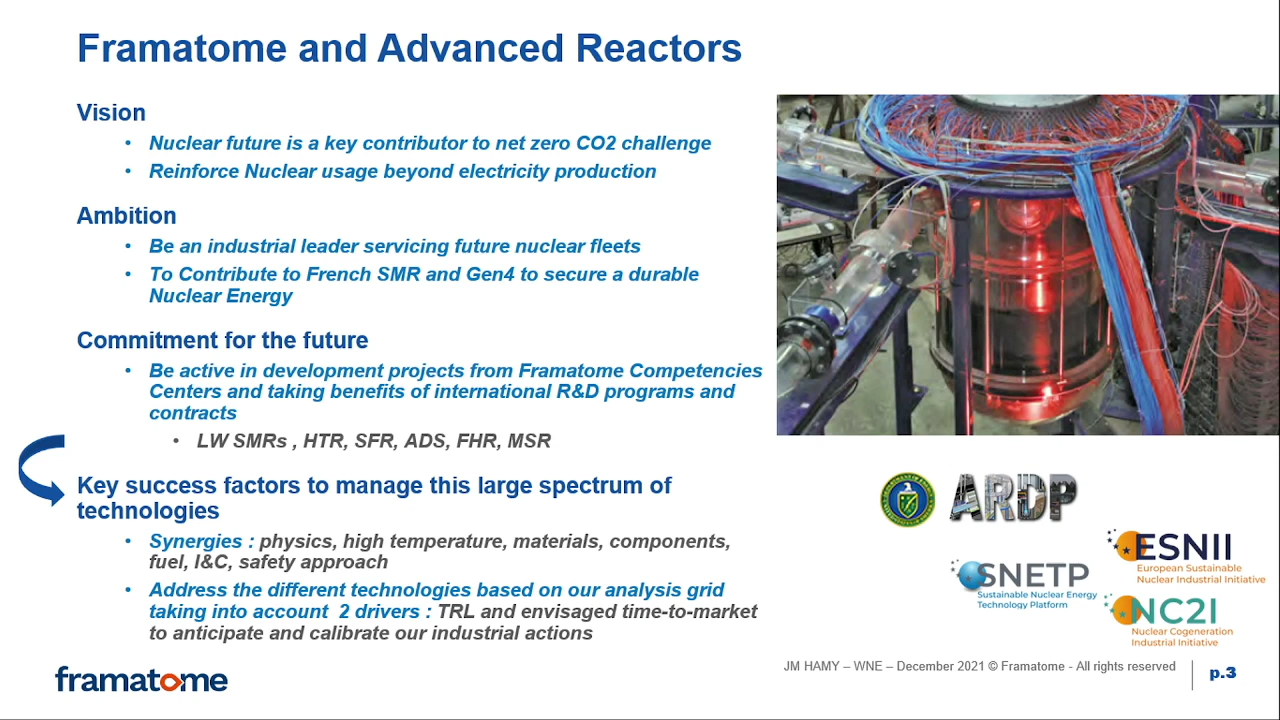 Framatome and Advanced Reactors
Vision
• Nuclear future is a key contributor to net zero CO2 challenge
• Reinforce Nuclear usage beyond electricity production
Ambition
• Be an industrial leader servicing future nuclear fleets
• To Contribute to French SMR and Gen4 to secure a durable
Nuclear Energy
Commitment for the future
• Be active in development projects from Framatome Competencies
Centers and taking benefits of international R&D programs and
contracts
• LW SMRs , HTR, SFR, ADS, FHR, MSR
Key success factors to manage this large spectrum of
technologies
• Synergies : physics, high temperature, materials, components,
fuel, I&C, safety approach
• Address the different technologies based on our analysis grid
taking into account 2 drivers : TRL and envisaged time-to-market
to anticipate and calibrate our industrial actions
ARDP
ESNII
European Sustainable
Nuclear Industrial Initiative
SNETP
Sustainable Nuclear Energy
Technology Platform
NC2I
Nuclear Cogeneration
Industrial Initiative
framatome
JM HAMY – WNE – December 2021 © Framatome - All rights reserved
p.3